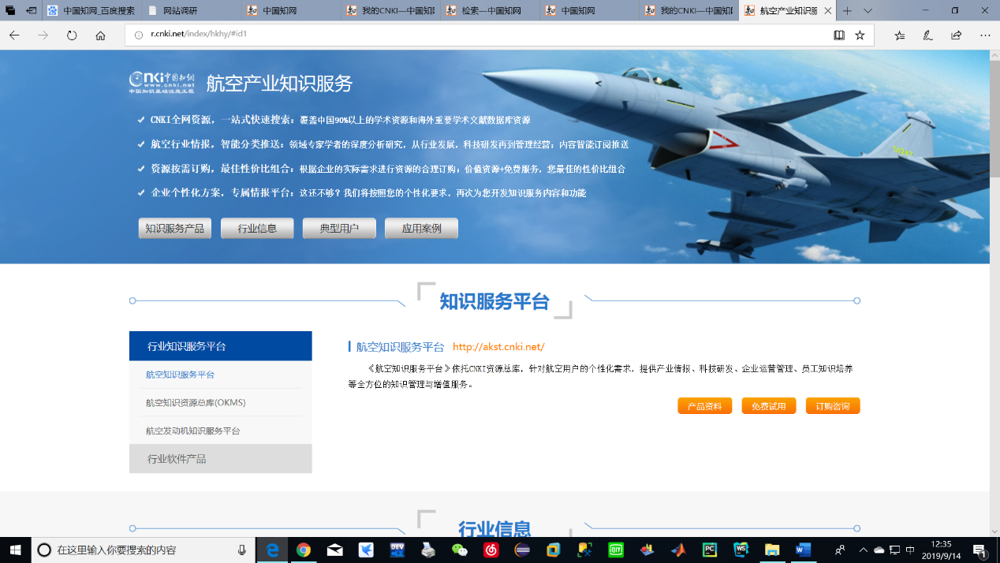 中国知网_百度搜索
网站调研
中国知网
我的CNKI—中国知
检索—中国知网
中国知网
我的CNKI—中国知
航空产业知识服
r.cnki.net/index/hkhy/#id1
cnki 中国知网
www.cnki.net
中国知识基础设施工程
航空产业知识服务
CNKI全网资源，一站式快速搜索：覆盖中国90%以上的学术资源和海外重要学术文献数据库资源
航空行业情报，智能分类推送：领域专家学者的深度分析研究，从行业发展，科技研发再到管理经营；内容智能订阅推送
资源按需订购，最佳性价比组合：根据企业的实际需求进行资源的合理订购；价值资源+免费服务，您最佳的性价比组合
企业个性化方案，专属情报平台：这还不够？我们将按照您的个性化要求，再次为您开发知识服务内容和功能
知识服务产品 行业信息 典型用户 应用案例
知识服务平台
行业知识服务平台
航空知识服务平台
航空知识资源总库(OKMS)
航空发动机知识服务平台
行业软件产品
航空知识服务平台 http://akst.cnki.net/
《航空知识服务平台》依托CNKI资源总库，针对航空用户的个性化需求，提供产业情报、科技研发、企业运营管理、员工知识培养
等全方位的知识管理与增值服务。
产品资料 免费试用 订购咨询
行业信息
在这里输入你要搜索的内容
DEV
QIY
PC
WS
中
12:35
2019/9/14
1